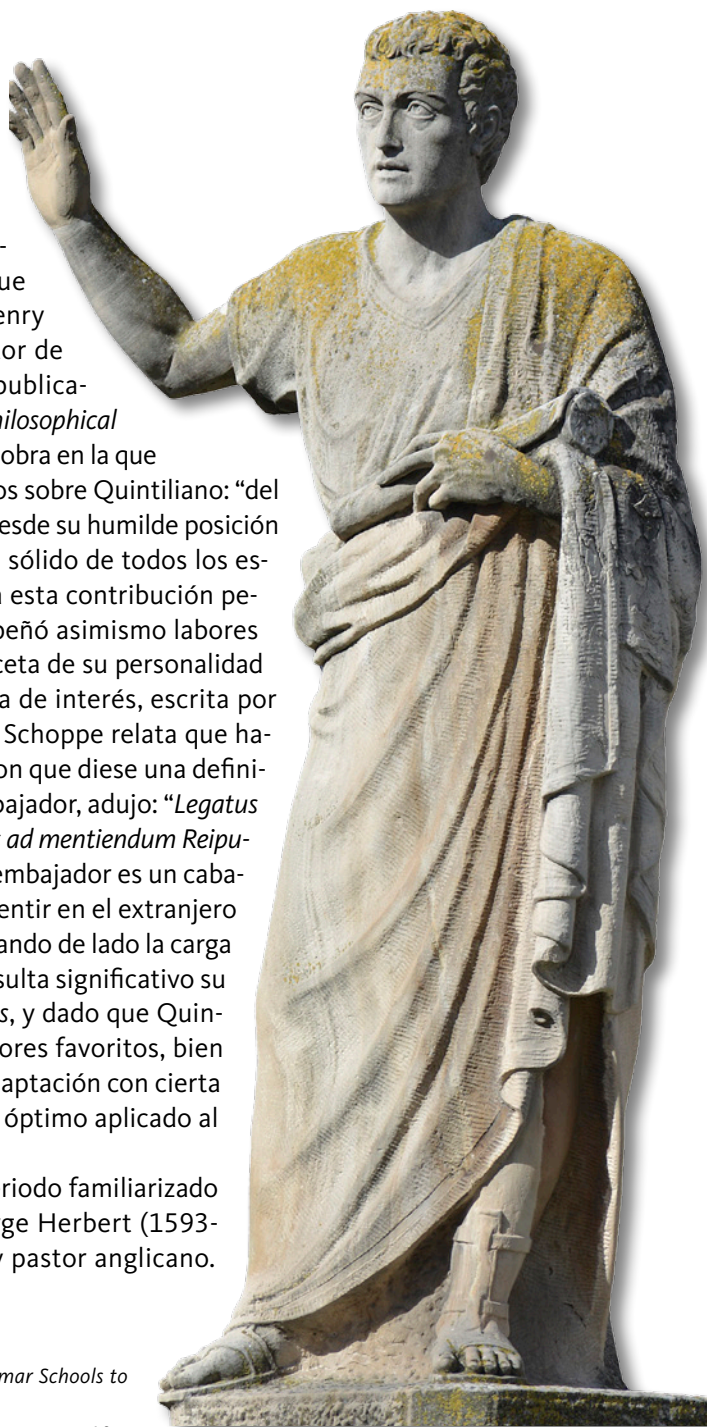 -
ue
enry
or de
publica-
hilosophical
obra en la que
os sobre Quintiliano: “del
esde su humilde posición
sólido de todos los es-
a esta contribución pe-
peñó asimismo labores
ceta de su personalidad
a de interés, escrita por
Schoppe relata que ha-
on que diese una defini-
bajador, adujo: “Legatus
s ad mentiendum Reipu-
embajador es un caba-
entir en el extranjero
ando de lado la carga
sulta significativo su
s, y dado que Quin-
ores favoritos, bien
aptación con cierta
óptimo aplicado al
riodo familiarizado
rge Herbert (1593-
y pastor anglicano.
mar Schools to